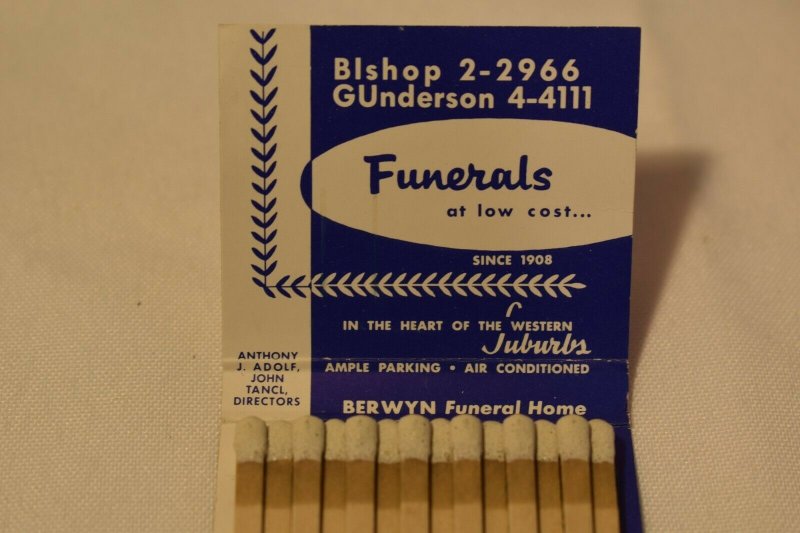 BIshop 2-2966
GUnderson 4-4111
Funerals
at low cost...
SINCE 1908
IN THE HEART OF THE WESTERN
Suburbs
AMPLE PARKING • AIR CONDITIONED
BERWYN Funeral Home
ANTHONY
J. ADOLF,
JOHN
TANCL,
DIRECTORS